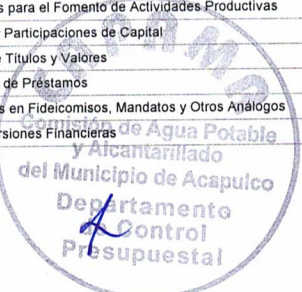 s para el Fomento de Actividades Productivas
Participaciones de Capital
e Títulos y Valores
de Préstamos
s en Fideicomisos, Mandatos y Otros Análogos
rsiones Financieras
CAPAMA
Comisión de Agua Potable
y Alcantarillado
del Municipio de Acapulco
Departamento
de Control
Presupuestal